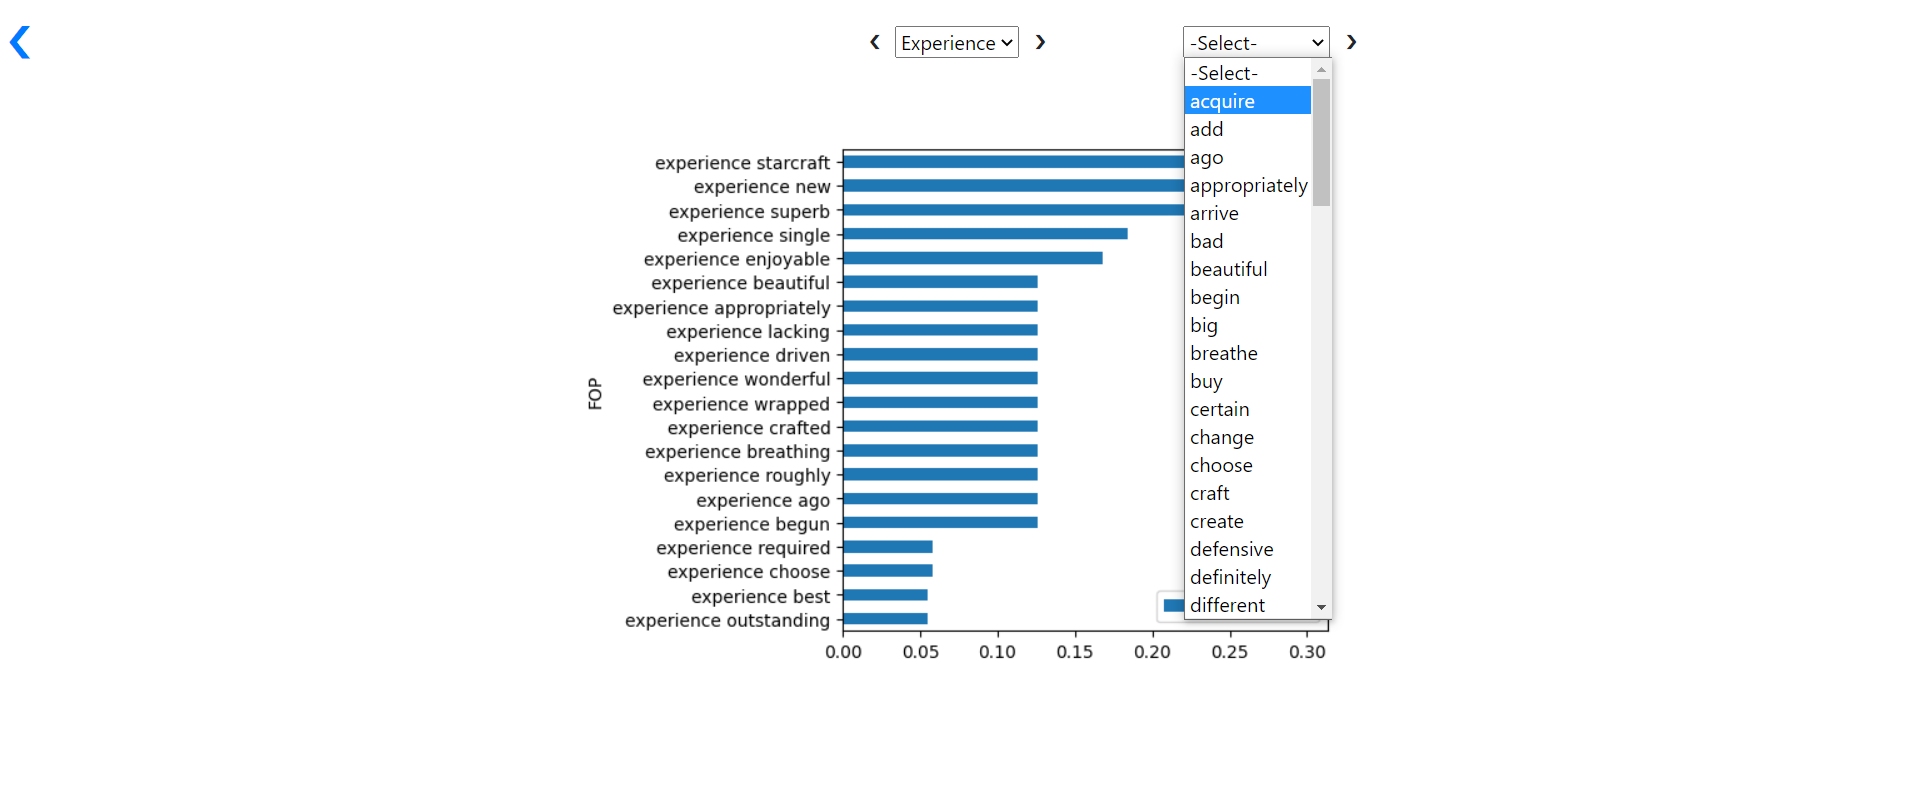 Experience
-Select-
-Select-
acquire
add
ago
appropriately
arrive
bad
beautiful
begin
big
breathe
buy
certain
change
choose
craft
create
defensive
definitely
different
experience starcraft
experience new
experience superb
experience single
experience enjoyable
experience beautiful
experience appropriately
experience lacking
experience driven
experience wonderful
experience wrapped
experience crafted
experience breathing
experience roughly
experience ago
experience begun
experience required
experience choose
experience best
experience outstanding
FOP
0.00 0.05 0.10 0.15 0.20 0.25 0.30